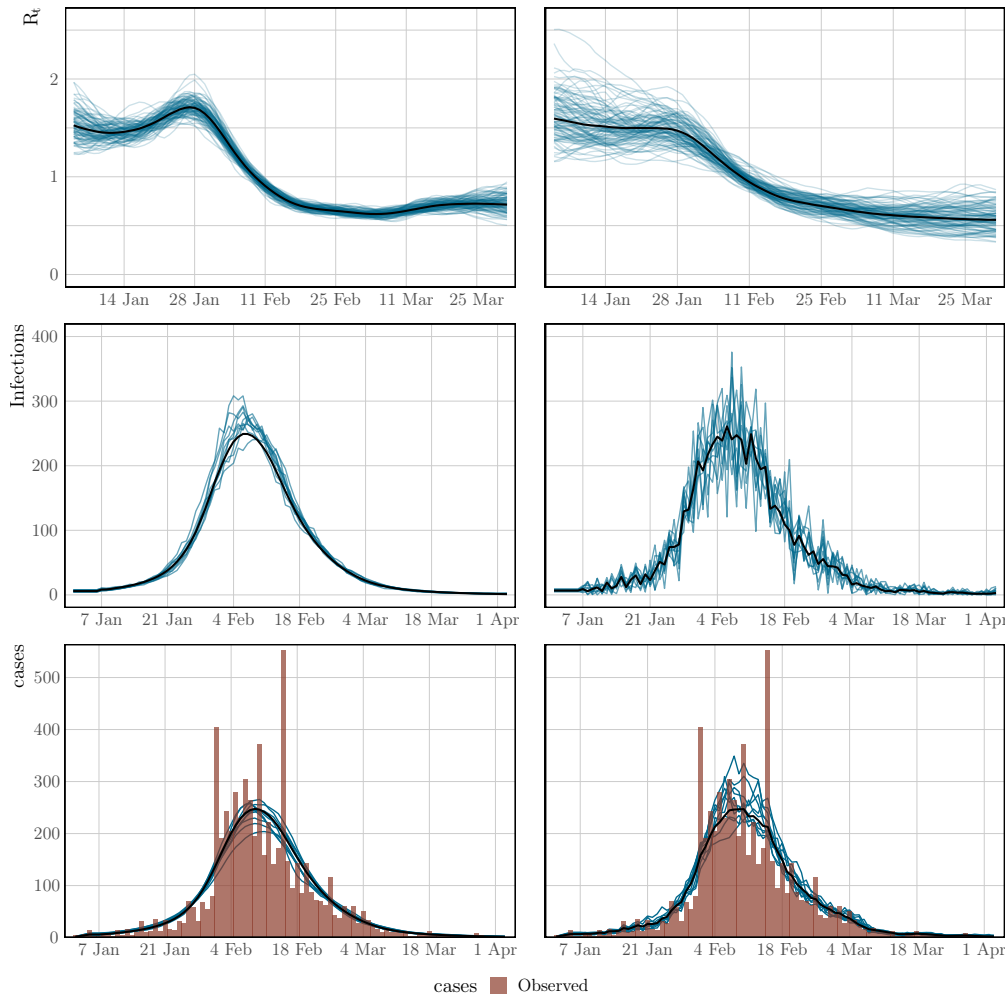 R_t
2
1
0
14 Jan 28 Jan 11 Feb 25 Feb 11 Mar 25 Mar
14 Jan 28 Jan 11 Feb 25 Feb 11 Mar 25 Mar
Infections
400
300
200
100
0
7 Jan 21 Jan 4 Feb 18 Feb 4 Mar 18 Mar 1 Apr
7 Jan 21 Jan 4 Feb 18 Feb 4 Mar 18 Mar 1 Apr
cases
500
400
300
200
100
0
7 Jan 21 Jan 4 Feb 18 Feb 4 Mar 18 Mar 1 Apr
7 Jan 21 Jan 4 Feb 18 Feb 4 Mar 18 Mar 1 Apr
cases Observed